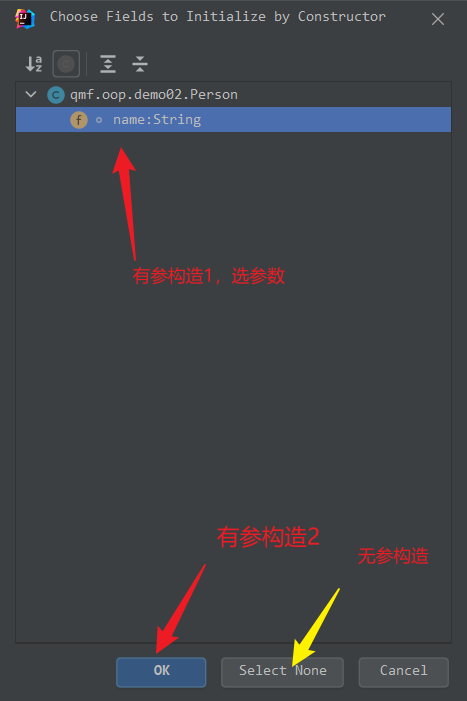 Choose Fields to Initialize by Constructor
qmf.oop.demo02.Person
name:String
有参构造1，选参数
有参构造2
无参构造
OK
Select None
Cancel